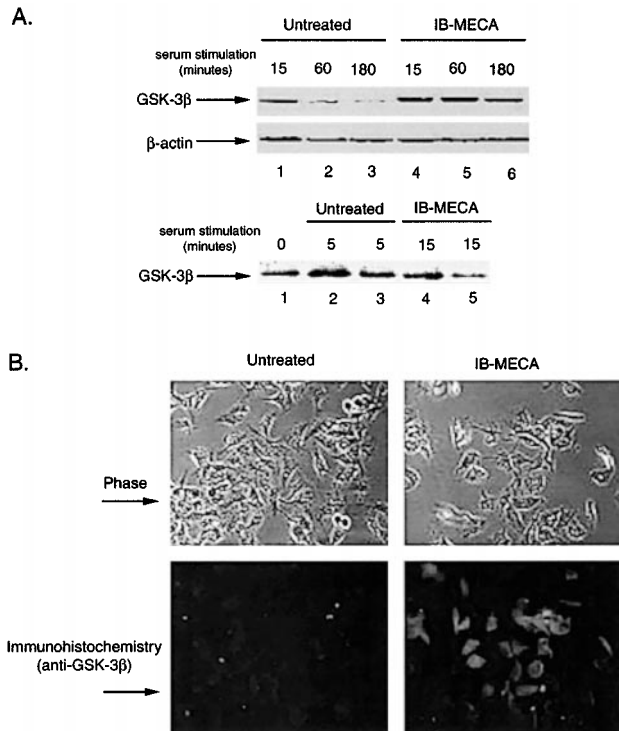 A.
Untreated IB-MECA
serum stimulation
(minutes)
15 60 180 15 60 180
GSK-3β
β-actin
1 2 3 4 5 6
Untreated IB-MECA
serum stimulation
(minutes)
0 5 5 15 15
GSK-3β
1 2 3 4 5
B.
Untreated IB-MECA
Phase
Immunohistochemistry
(anti-GSK-3β)